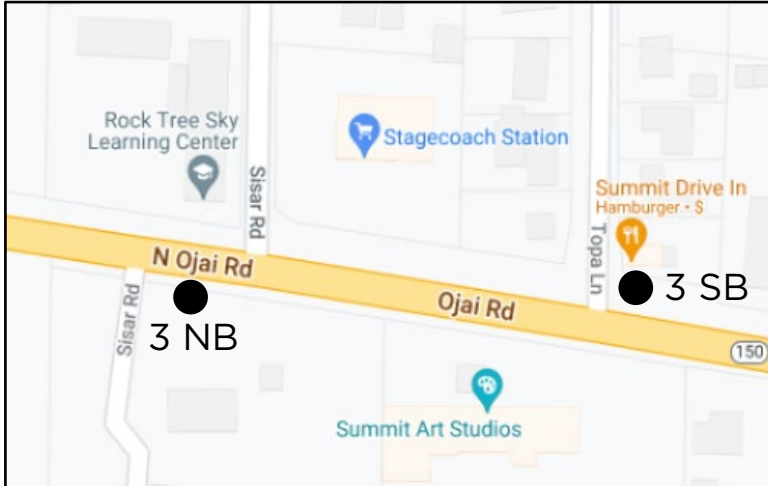 Rock Tree Sky
Learning Center
Stagecoach Station
Sisar Rd
Summit Drive In
Hamburger • $
Topa Ln
N Ojai Rd
Ojai Rd
3 SB
Sisar Rd
3 NB
150
Summit Art Studios